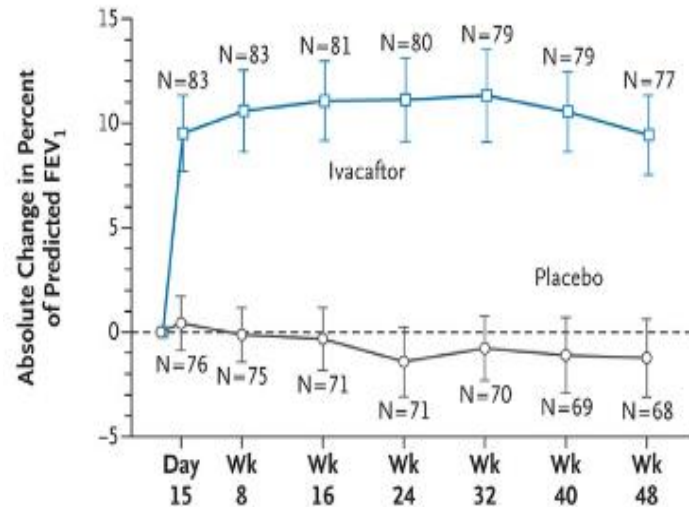 Absolute Change in Percent
of Predicted FEV1
15
10
5
0
−5
N=83
N=83
N=81
N=80
N=79
N=79
N=77
Ivacaftor
Placebo
N=76
N=75
N=71
N=71
N=70
N=69
N=68
Day
15
Wk
8
Wk
16
Wk
24
Wk
32
Wk
40
Wk
48